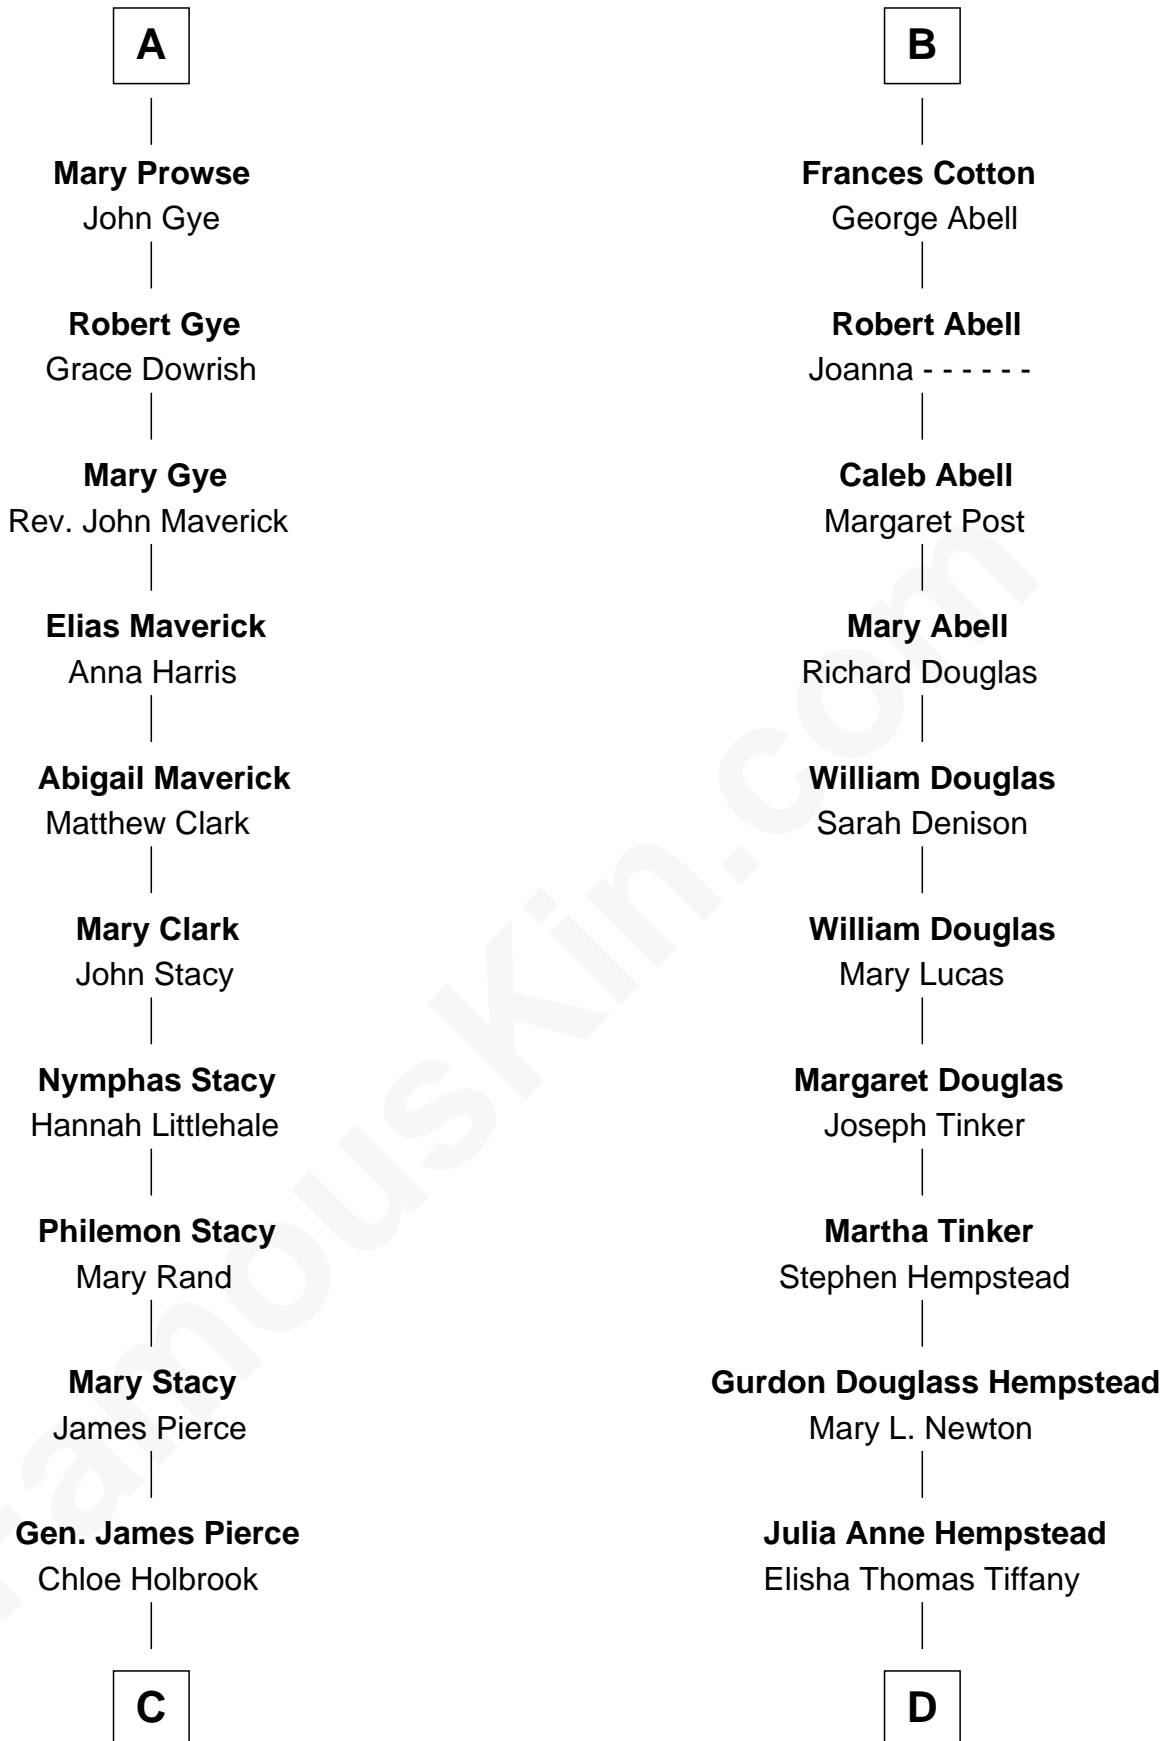 A
Mary Prowse
John Gye
Robert Gye
Grace Dowrish
Mary Gye
Rev. John Maverick
Elias Maverick
Anna Harris
Abigail Maverick
Matthew Clark
Mary Clark
John Stacy
Nymphas Stacy
Hannah Littlehale
Philemon Stacy
Mary Rand
Mary Stacy
James Pierce
Gen. James Pierce
Chloe Holbrook
C
B
Frances Cotton
George Abell
Robert Abell
Joanna - - - - - -
Caleb Abell
Margaret Post
Mary Abell
Richard Douglas
William Douglas
Sarah Denison
William Douglas
Mary Lucas
Margaret Douglas
Joseph Tinker
Martha Tinker
Stephen Hempstead
Gurdon Douglass Hempstead
Mary L. Newton
Julia Anne Hempstead
Elisha Thomas Tiffany
D
FamousKin.com